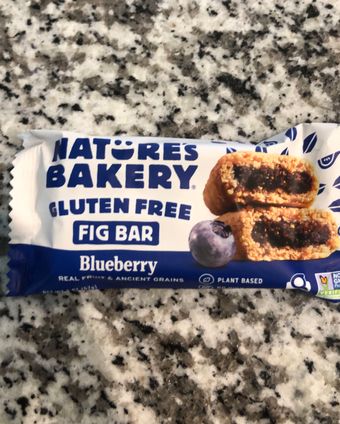 NATURE'S
BAKERY®
GLUTEN FREE
FIG BAR
Blueberry
REAL FRUIT & ANCIENT GRAINS
PLANT BASED